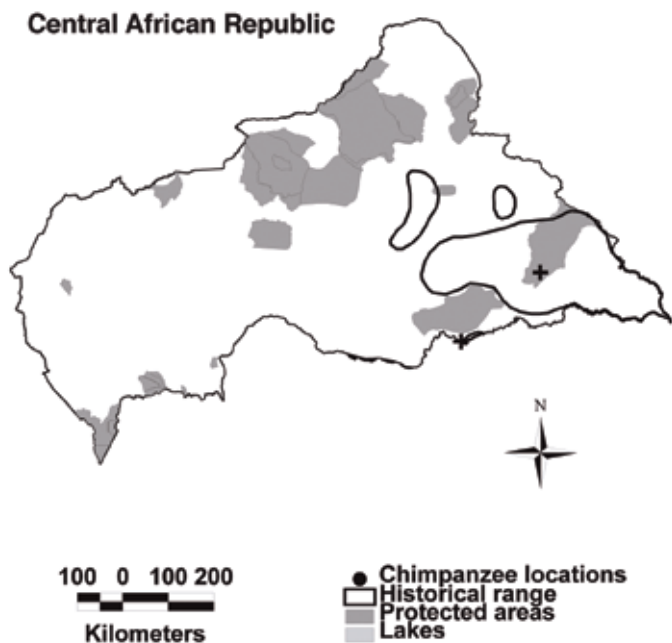 Central African Republic
N
100 0 100 200
Kilometers
Chimpanzee locations
Historical range
Protected areas
Lakes